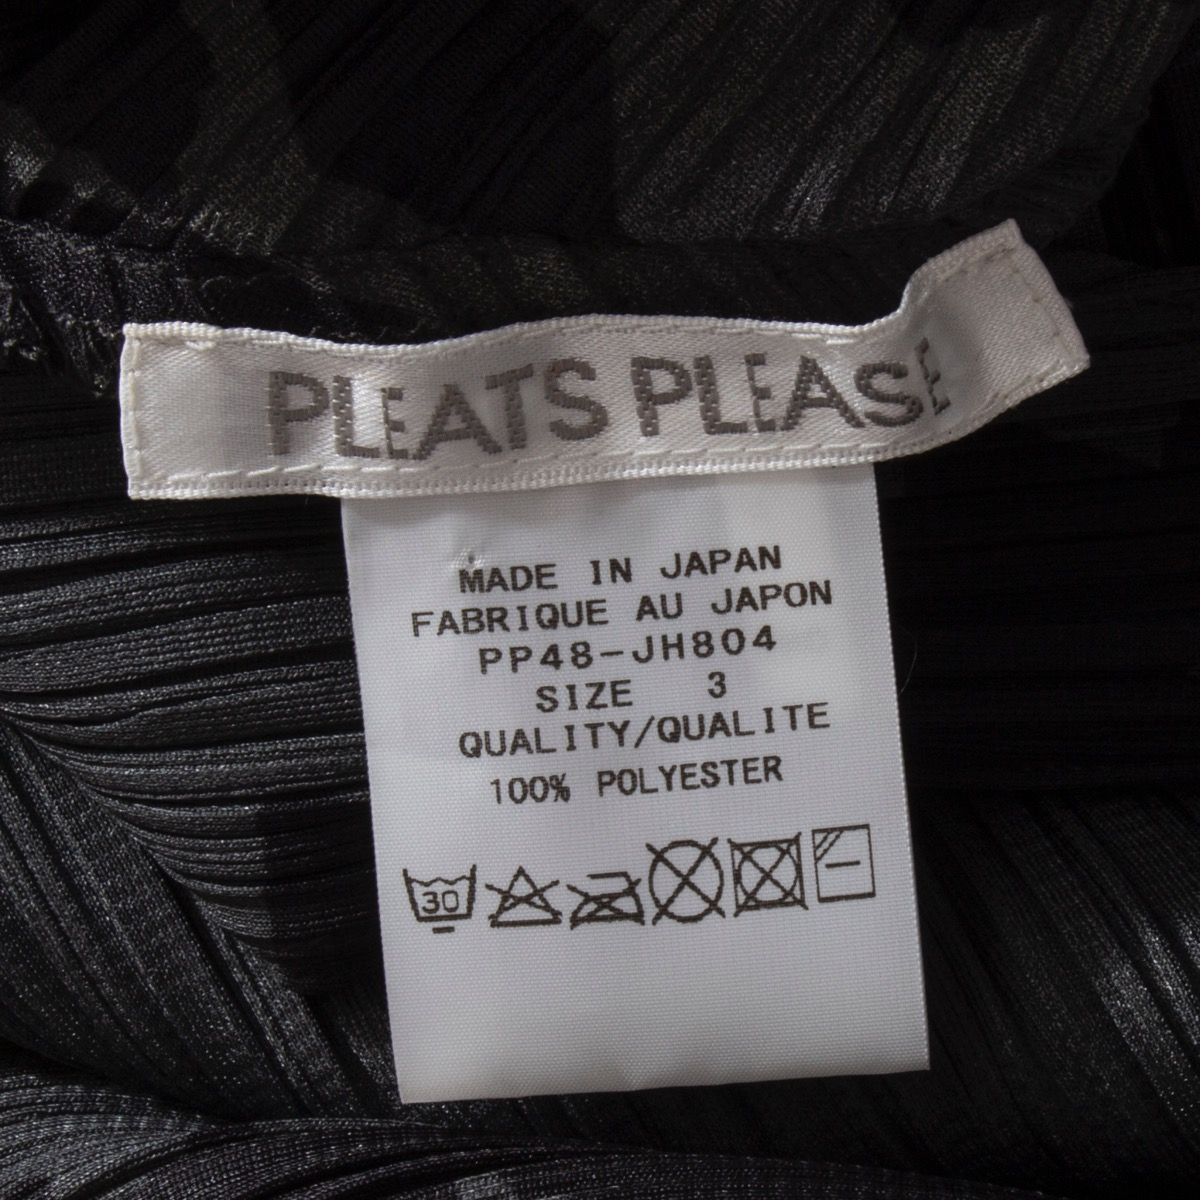 PLEATS PLEASE
MADE IN JAPAN
FABRIQUE AU JAPON
PP48-JH804
SIZE 3
QUALITY/QUALITE
100% POLYESTER
30